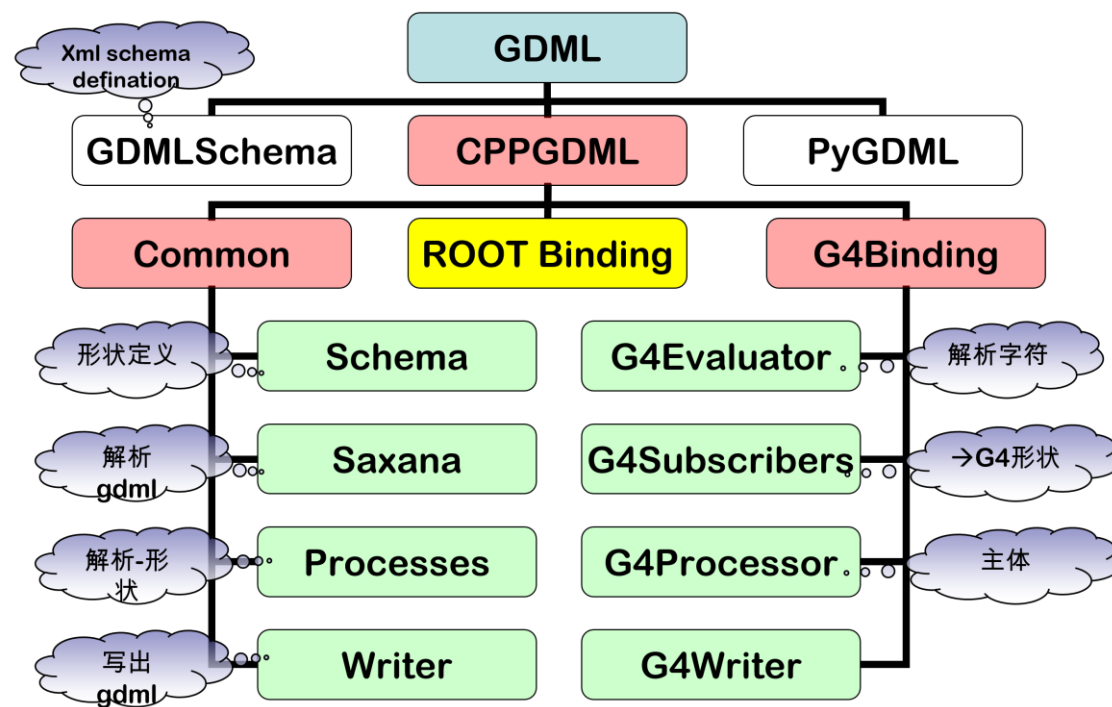 GDML
Xml schema
defination
GDMLSchema
CPPGDML
PyGDML
Common
ROOT Binding
G4Binding
形状定义
Schema
G4Evaluator
解析字符
解析
gdml
Saxana
G4Subscribers
→G4形状
解析-形
状
Processes
G4Processor
主体
写出
gdml
Writer
G4Writer